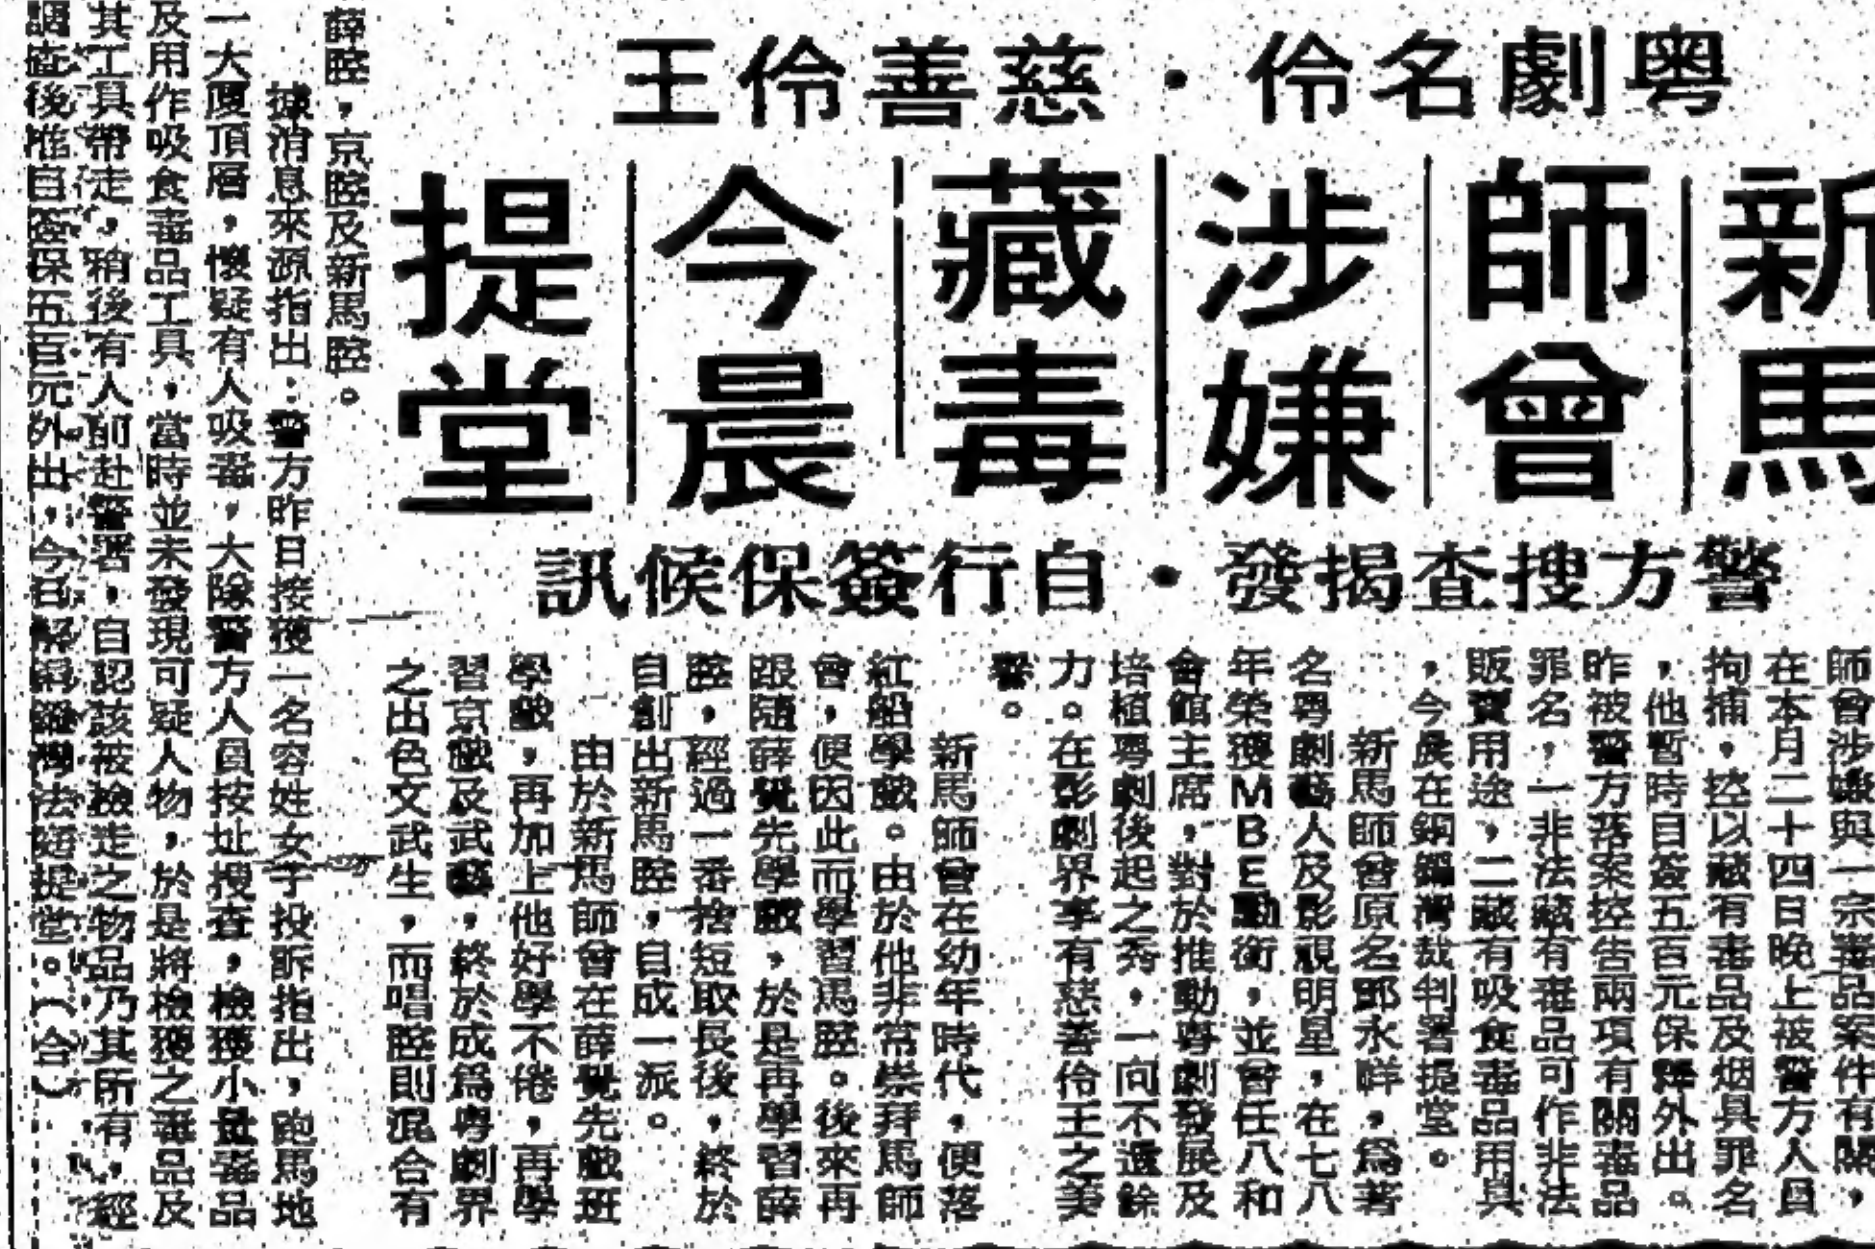 粵劇名伶・慈善伶王
新馬師曾涉嫌藏毒今晨提堂
警方搜查揭發・自行簽保候訊
師曾涉嫌與一宗毒品案件有關，
在本月二十四日晚上被警方人員
拘捕，控以藏有毒品及烟具罪名
，他暫時自簽五百元保釋外出。
昨被警方落案控告兩項有關毒品
罪名，一非法藏有毒品可作非法
販賣用途，二藏有吸食毒品用具
，今晨在銅鑼灣裁判署提堂。
新馬師曾原名鄧永祥，爲著
名粵劇藝人及影視明星，在七八
年榮獲MBE勳銜，並曾任八和
會館主席，對於推動粵劇發展及
培植粵劇後起之秀，一向不遺餘
力。在影劇界享有慈善伶王之美
譽。
新馬師曾在幼年時代，便落
紅船學戲。由於他非常崇拜馬師
曾，便因此而學習馬腔。後來再
跟隨薛覺先學戲，於是再學習薛
腔，經過一番捨短取長後，終於
自創出新馬腔，自成一派。
由於新馬師曾在薛覺先戲班
學戲，再加上他好學不倦，再學
習京戲及武藝，終於成爲粵劇界
之出色文武生，而唱腔則混合有
薛腔，京腔及新馬腔。
據消息來源指出：警方昨日接獲一名容姓女子投訴指出，跑馬地
一大廈頂層，懷疑有人吸毒，大隊警方人員按址搜查，檢獲小量毒品
及用作吸食毒品工具，當時並未發現可疑人物，於是將檢獲之毒品及
其工具帶走，稍後有人前赴警署，自認該被檢走之物品乃其所有，經
調查後准自簽保五百元外出，今日解銅鑼灣法庭提堂。（合）